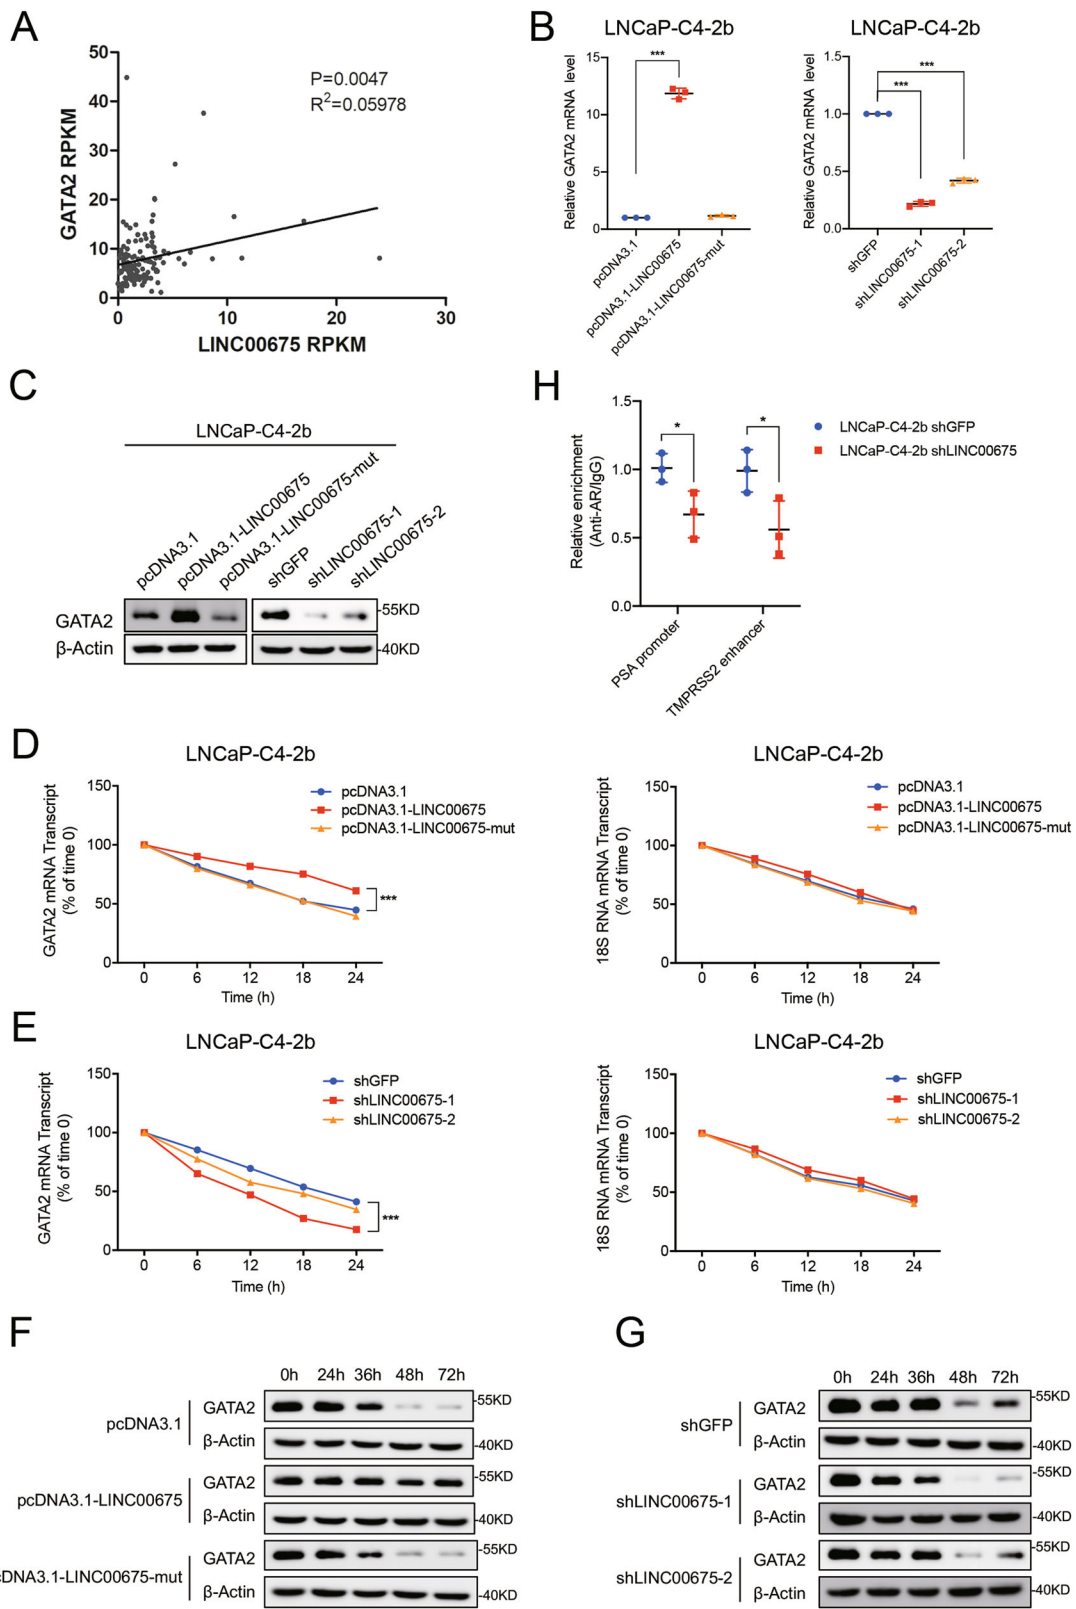 A
50
40
30
20
10
0
0
10
20
30
GATA2 RPKM
LINC00675 RPKM
P=0.0047
R²=0.05978
B
LNCaP-C4-2b
Relative GATA2 mRNA level
15
10
5
0
***
pcDNA3.1
pcDNA3.1-LINC00675
pcDNA3.1-LINC00675-mut
LNCaP-C4-2b
Relative GATA2 mRNA level
1.5
1.0
0.5
0.0
***
***
shGFP
shLINC00675-1
shLINC00675-2
C
LNCaP-C4-2b
pcDNA3.1
pcDNA3.1-LINC00675
pcDNA3.1-LINC00675-mut
shGFP
shLINC00675-1
shLINC00675-2
GATA2
-55KD
β-Actin
-40KD
H
Relative enrichment
(Anti-AR/IgG)
1.5
1.0
0.5
0.0
*
*
LNCaP-C4-2b shGFP
LNCaP-C4-2b shLINC00675
PSA promoter
TMPRSS2 enhancer
D
LNCaP-C4-2b
GATA2 mRNA Transcript
(% of time 0)
150
100
50
0
pcDNA3.1
pcDNA3.1-LINC00675
pcDNA3.1-LINC00675-mut
***
0 6 12 18 24
Time (h)
LNCaP-C4-2b
18S RNA mRNA Transcript
(% of time 0)
150
100
50
0
pcDNA3.1
pcDNA3.1-LINC00675
pcDNA3.1-LINC00675-mut
0 6 12 18 24
Time (h)
E
LNCaP-C4-2b
GATA2 mRNA Transcript
(% of time 0)
150
100
50
0
shGFP
shLINC00675-1
shLINC00675-2
***
0 6 12 18 24
Time (h)
LNCaP-C4-2b
18S RNA mRNA Transcript
(% of time 0)
150
100
50
0
shGFP
shLINC00675-1
shLINC00675-2
0 6 12 18 24
Time (h)
F
0h 24h 36h 48h 72h
pcDNA3.1
GATA2
-55KD
β-Actin
-40KD
pcDNA3.1-LINC00675
GATA2
-55KD
β-Actin
-40KD
cDNA3.1-LINC00675-mut
GATA2
-55KD
β-Actin
-40KD
G
0h 24h 36h 48h 72h
shGFP
GATA2
-55KD
β-Actin
-40KD
shLINC00675-1
GATA2
-55KD
β-Actin
-40KD
shLINC00675-2
GATA2
-55KD
β-Actin
-40KD